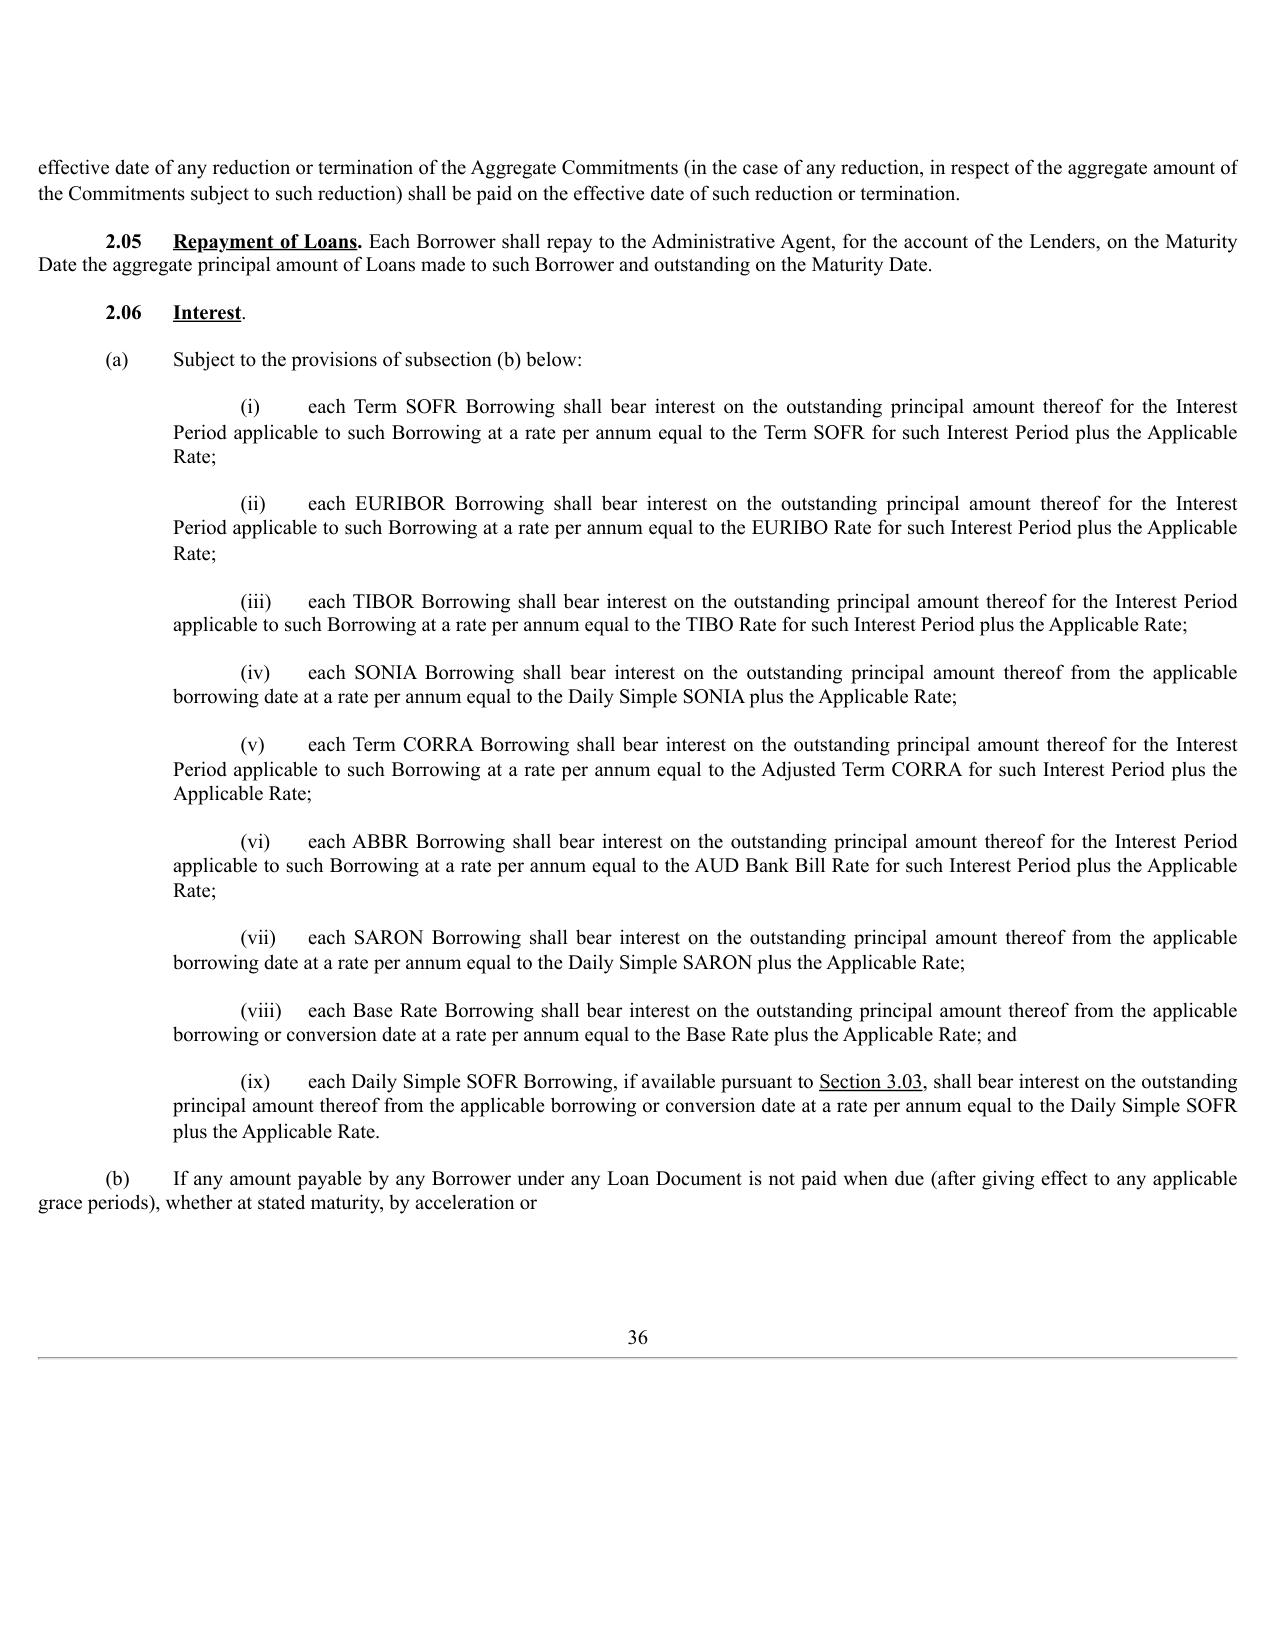 effective date of any reduction or termination of the Aggregate Commitments (in the case of any reduction, in respect of the aggregate amount of
the Commitments subject to such reduction) shall be paid on the effective date of such reduction or termination.
2.05 Repayment of Loans. Each Borrower shall repay to the Administrative Agent, for the account of the Lenders, on the Maturity
Date the aggregate principal amount of Loans made to such Borrower and outstanding on the Maturity Date.
2.06 Interest.
(a) Subject to the provisions of subsection (b) below:
(i) each Term SOFR Borrowing shall bear interest on the outstanding principal amount thereof for the Interest
Period applicable to such Borrowing at a rate per annum equal to the Term SOFR for such Interest Period plus the Applicable
Rate;
(ii) each EURIBOR Borrowing shall bear interest on the outstanding principal amount thereof for the Interest
Period applicable to such Borrowing at a rate per annum equal to the EURIBO Rate for such Interest Period plus the Applicable
Rate;
(iii) each TIBOR Borrowing shall bear interest on the outstanding principal amount thereof for the Interest Period
applicable to such Borrowing at a rate per annum equal to the TIBO Rate for such Interest Period plus the Applicable Rate;
(iv) each SONIA Borrowing shall bear interest on the outstanding principal amount thereof from the applicable
borrowing date at a rate per annum equal to the Daily Simple SONIA plus the Applicable Rate;
(v) each Term CORRA Borrowing shall bear interest on the outstanding principal amount thereof for the Interest
Period applicable to such Borrowing at a rate per annum equal to the Adjusted Term CORRA for such Interest Period plus the
Applicable Rate;
(vi) each ABBR Borrowing shall bear interest on the outstanding principal amount thereof for the Interest Period
applicable to such Borrowing at a rate per annum equal to the AUD Bank Bill Rate for such Interest Period plus the Applicable
Rate;
(vii) each SARON Borrowing shall bear interest on the outstanding principal amount thereof from the applicable
borrowing date at a rate per annum equal to the Daily Simple SARON plus the Applicable Rate;
(viii) each Base Rate Borrowing shall bear interest on the outstanding principal amount thereof from the applicable
borrowing or conversion date at a rate per annum equal to the Base Rate plus the Applicable Rate; and
(ix) each Daily Simple SOFR Borrowing, if available pursuant to Section 3.03, shall bear interest on the outstanding
principal amount thereof from the applicable borrowing or conversion date at a rate per annum equal to the Daily Simple SOFR
plus the Applicable Rate.
(b) If any amount payable by any Borrower under any Loan Document is not paid when due (after giving effect to any applicable
grace periods), whether at stated maturity, by acceleration or
36